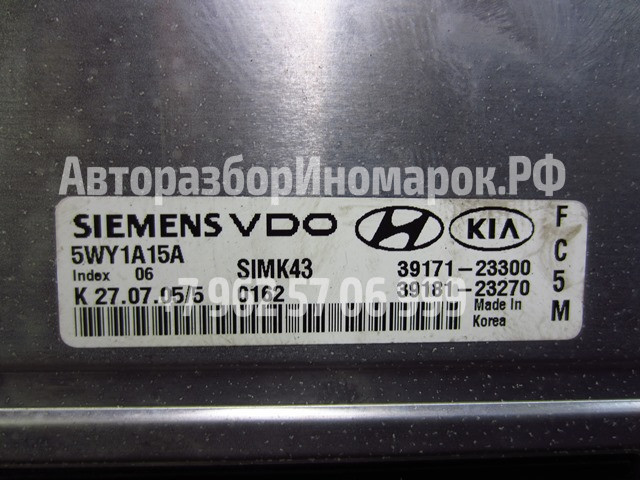 АвторазборИномарок.РФ
SIEMENS VDO KIA
5WY1A15A
Index 06 SIMK43 39171-23300
K 27.07.05/5 0162 39181-23270
Made In
Korea
FC5M